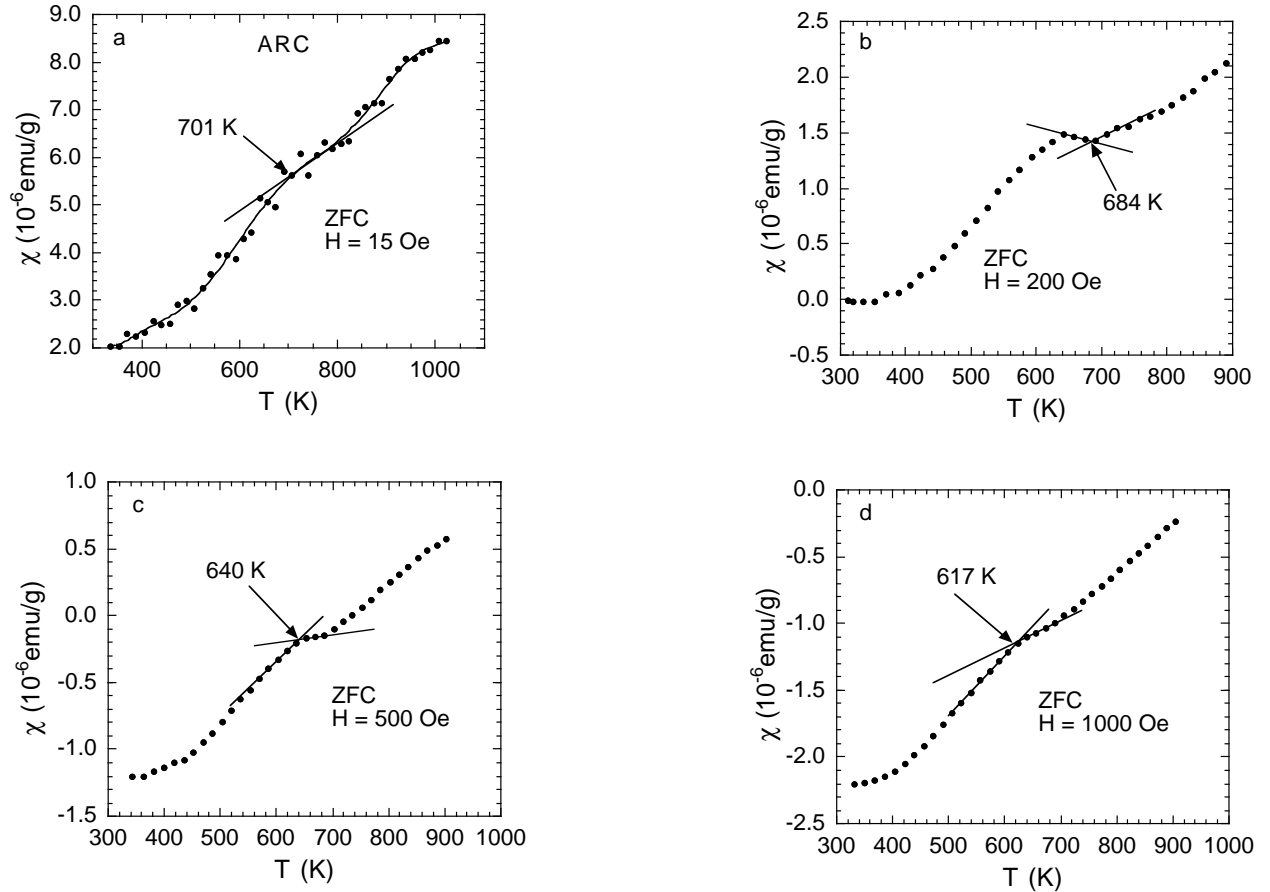 a
ARC
701 K
ZFC
H = 15 Oe
χ (10⁻⁶emu/g)
9.0
8.0
7.0
6.0
5.0
4.0
3.0
2.0
400 600 800 1000
T (K)
b
684 K
ZFC
H = 200 Oe
χ (10⁻⁶emu/g)
2.5
2.0
1.5
1.0
0.5
0.0
-0.5
300 400 500 600 700 800 900
T (K)
c
640 K
ZFC
H = 500 Oe
χ (10⁻⁶emu/g)
1.0
0.5
0.0
-0.5
-1.0
-1.5
300 400 500 600 700 800 900 1000
T (K)
d
617 K
ZFC
H = 1000 Oe
χ (10⁻⁶emu/g)
0.0
-0.5
-1.0
-1.5
-2.0
-2.5
300 400 500 600 700 800 900 1000
T (K)